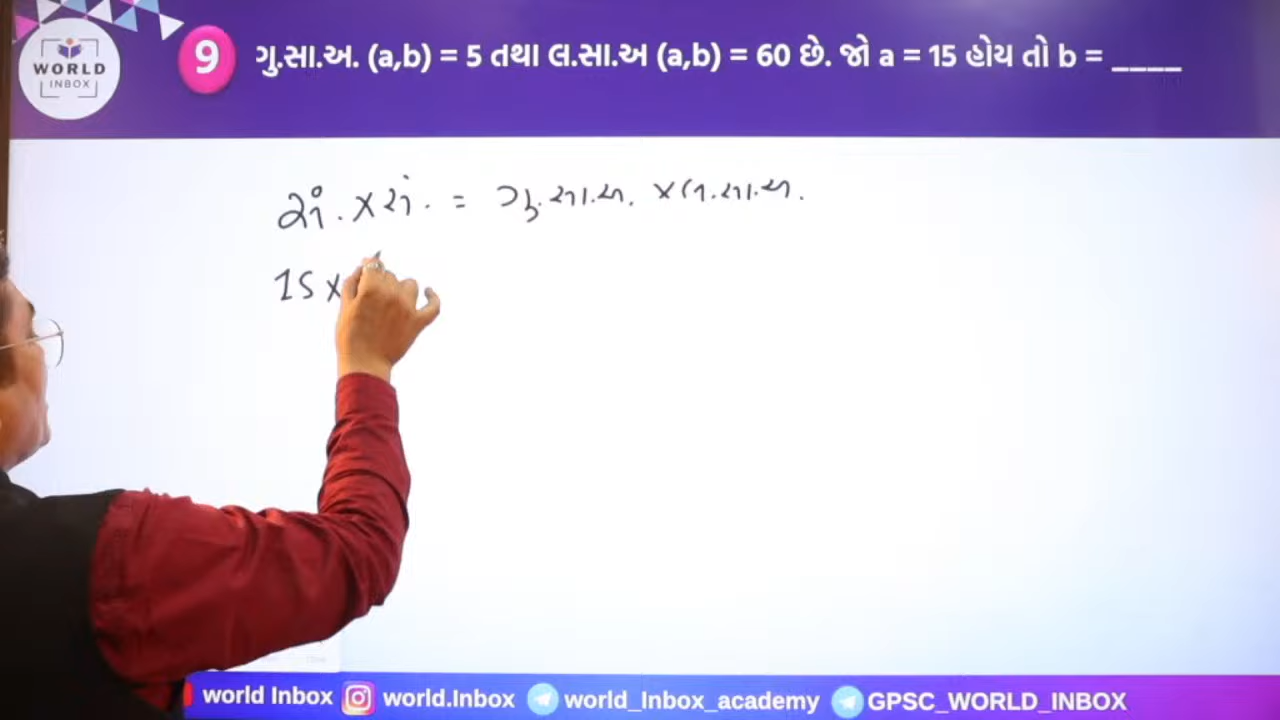 WORLD
INBOX
9 ગુ.સા.અ. (a,b) = 5 તથા લ.સા.અ (a,b) = 60 છે. જો a = 15 હોય તો b = ____
સં. × સં. = ગુ.સા.અ. × લ.સા.અ.
15 ×
world Inbox world.Inbox world_Inbox_academy GPSC_WORLD_INBOX